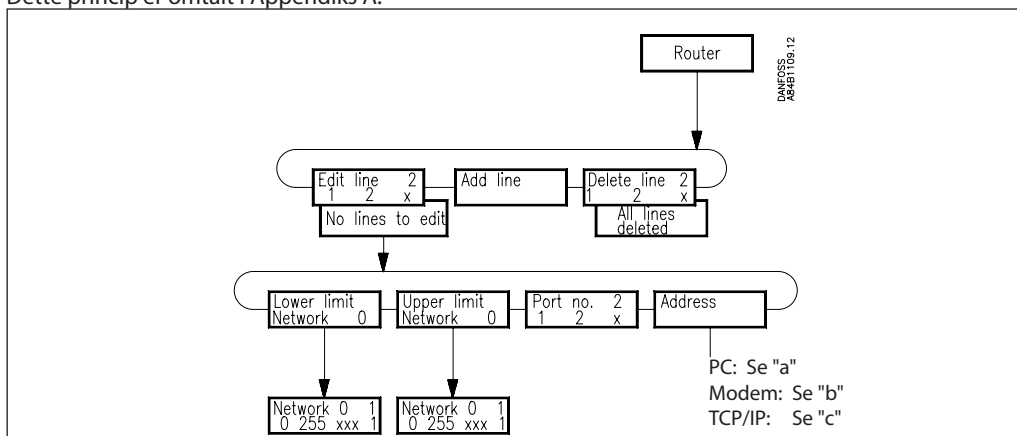 Dette princip er omtalt i Appendiks A.
Router
DANFOSS
A84B1109.12
Edit line 2
1 2 x
No lines to edit
Add line
Delete line 2
1 2 x
All lines
deleted
Lower limit
Network 0
Upper limit
Network 0
Port no. 2
1 2 x
Address
PC: Se "a"
Modem: Se "b"
TCP/IP: Se "c"
Network 0 1
0 255 xxx 1
Network 0 1
0 255 xxx 1